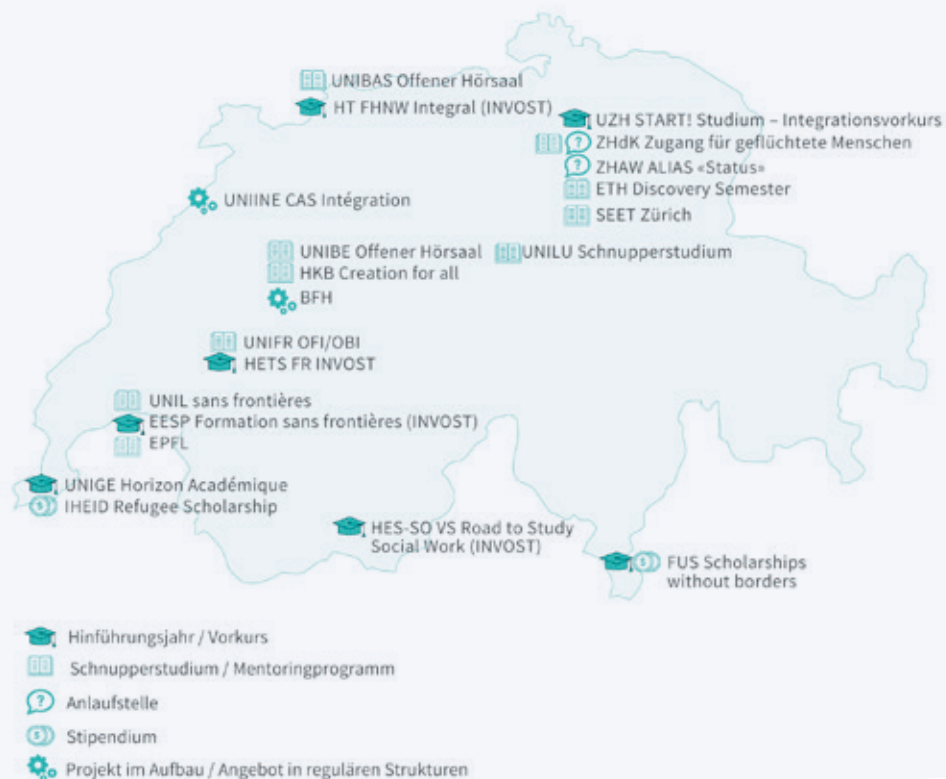 UNIBAS Offener Hörsaal
HT FHNW Integral (INVOST)
UZH START! Studium – Integrationsvorkurs
ZHdK Zugang für geflüchtete Menschen
ZHAW ALIAS «Status»
ETH Discovery Semester
SEET Zürich
UNIINE CAS Intégration
UNIBE Offener Hörsaal
UNILU Schnupperstudium
HKB Creation for all
BFH
UNIFR OFI/OBI
HETS FR INVOST
UNIL sans frontières
EESP Formation sans frontières (INVOST)
EPFL
UNIGE Horizon Académique
IHEID Refugee Scholarship
HES-SO VS Road to Study
Social Work (INVOST)
FUS Scholarships
without borders
Hinführungsjahr / Vorkurs
Schnupperstudium / Mentoringprogramm
Anlaufstelle
Stipendium
Projekt im Aufbau / Angebot in regulären Strukturen